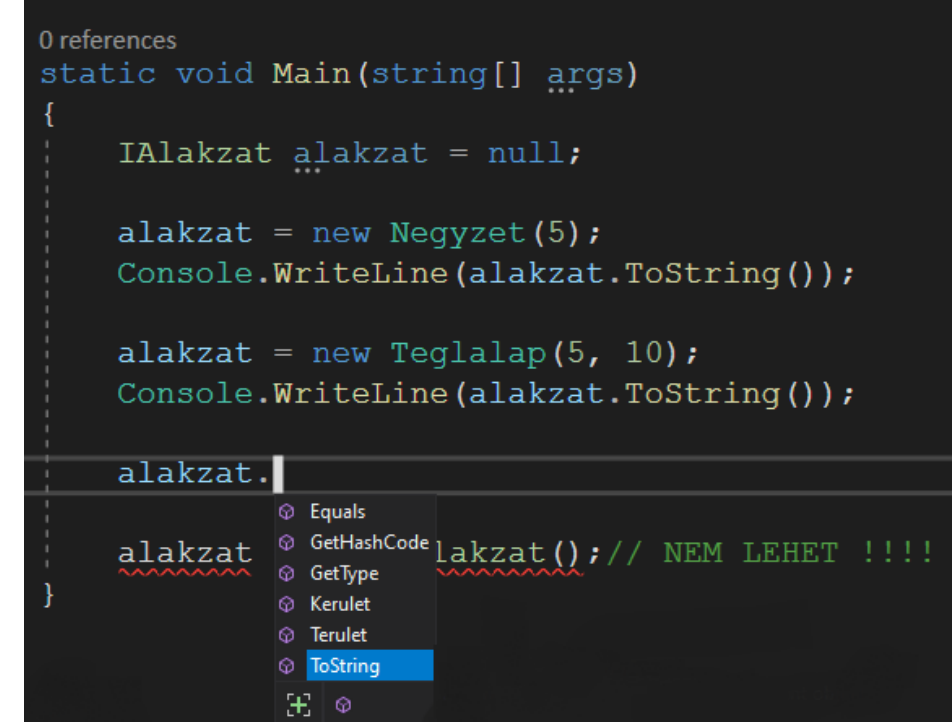 0 references
static void Main(string[] args)
{
IAlakzat alakzat = null;
alakzat = new Negyzet(5);
Console.WriteLine(alakzat.ToString());
alakzat = new Teglalap(5, 10);
Console.WriteLine(alakzat.ToString());
alakzat.
Equals
GetHashCode
GetType
Kerulet
Terulet
ToString
alakzat lakzat();// NEM LEHET !!!!
}